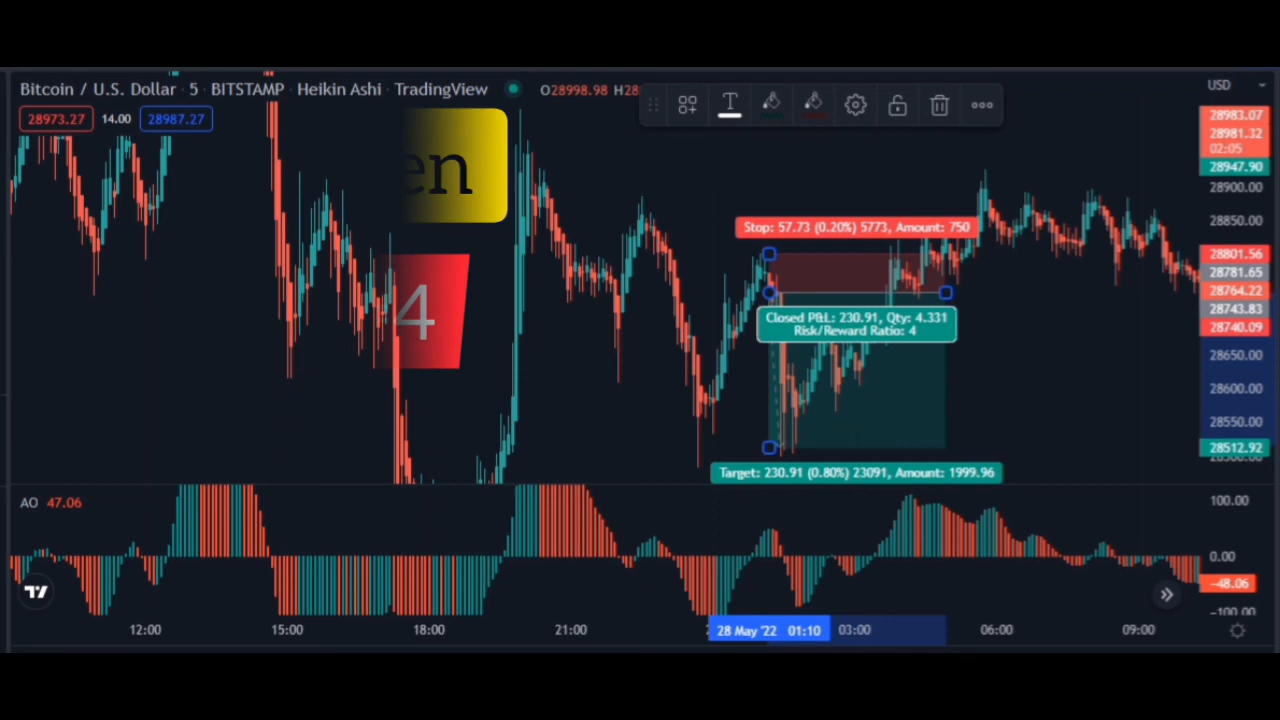 Bitcoin / U.S. Dollar · 5 · BITSTAMP · Heikin Ashi · TradingView
O28998.98 H28
USD
28973.27 14.00 28987.27
en
4
28983.07
28981.32
02:05
28947.90
28900.00
28850.00
Stop: 57.73 (0.20%) 5773, Amount: 750
28801.56
28781.65
28764.22
28743.83
28740.09
Closed P&L: 230.91, Qty: 4.331
Risk/Reward Ratio: 4
28650.00
28600.00
28550.00
28512.92
Target: 230.91 (0.80%) 23091, Amount: 1999.96
AO 47.06
100.00
0.00
-48.06
-100.00
12:00 15:00 18:00 21:00 28 May '22 01:10 03:00 06:00 09:00